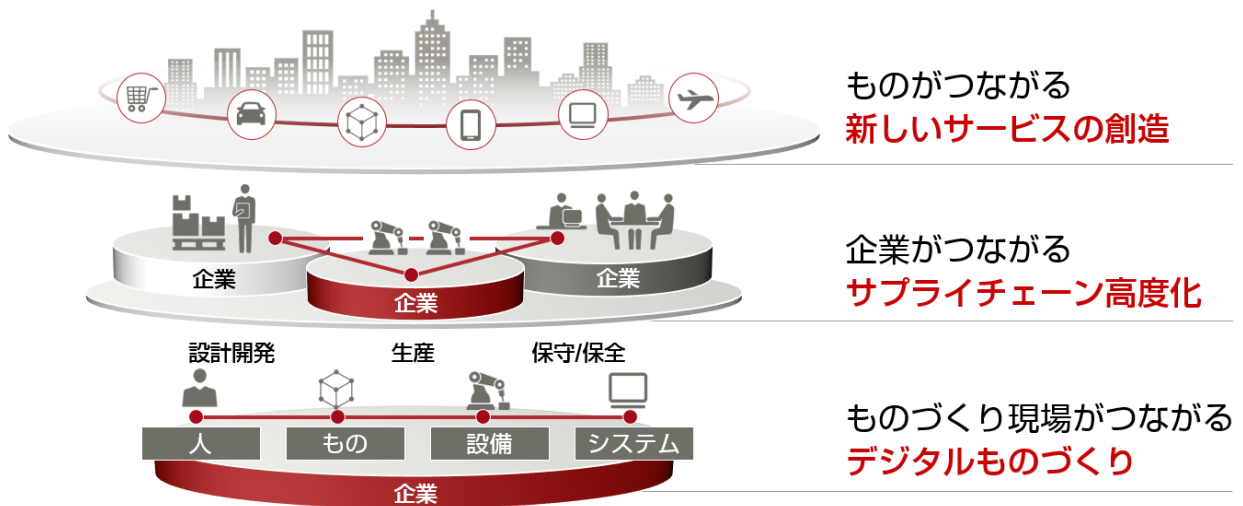 ものがつながる
新しいサービスの創造
企業
企業
企業
企業がつながる
サプライチェーン高度化
設計開発
生産
保守/保全
人
もの
設備
システム
企業
ものづくり現場がつながる
デジタルものづくり